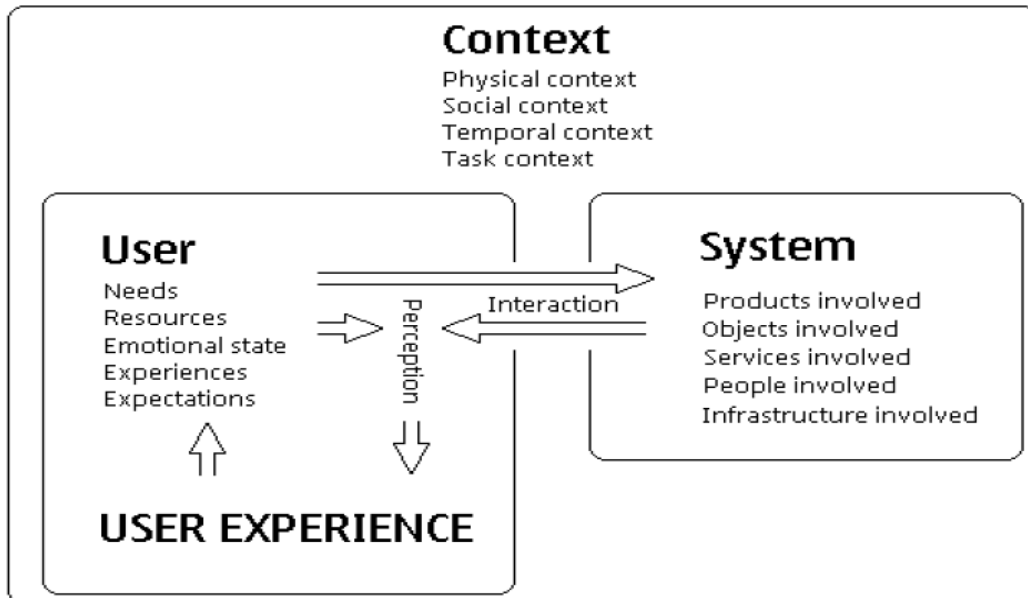 Context
Physical context
Social context
Temporal context
Task context
User
Needs
Resources
Emotional state
Experiences
Expectations
Perception
Interaction
System
Products involved
Objects involved
Services involved
People involved
Infrastructure involved
USER EXPERIENCE